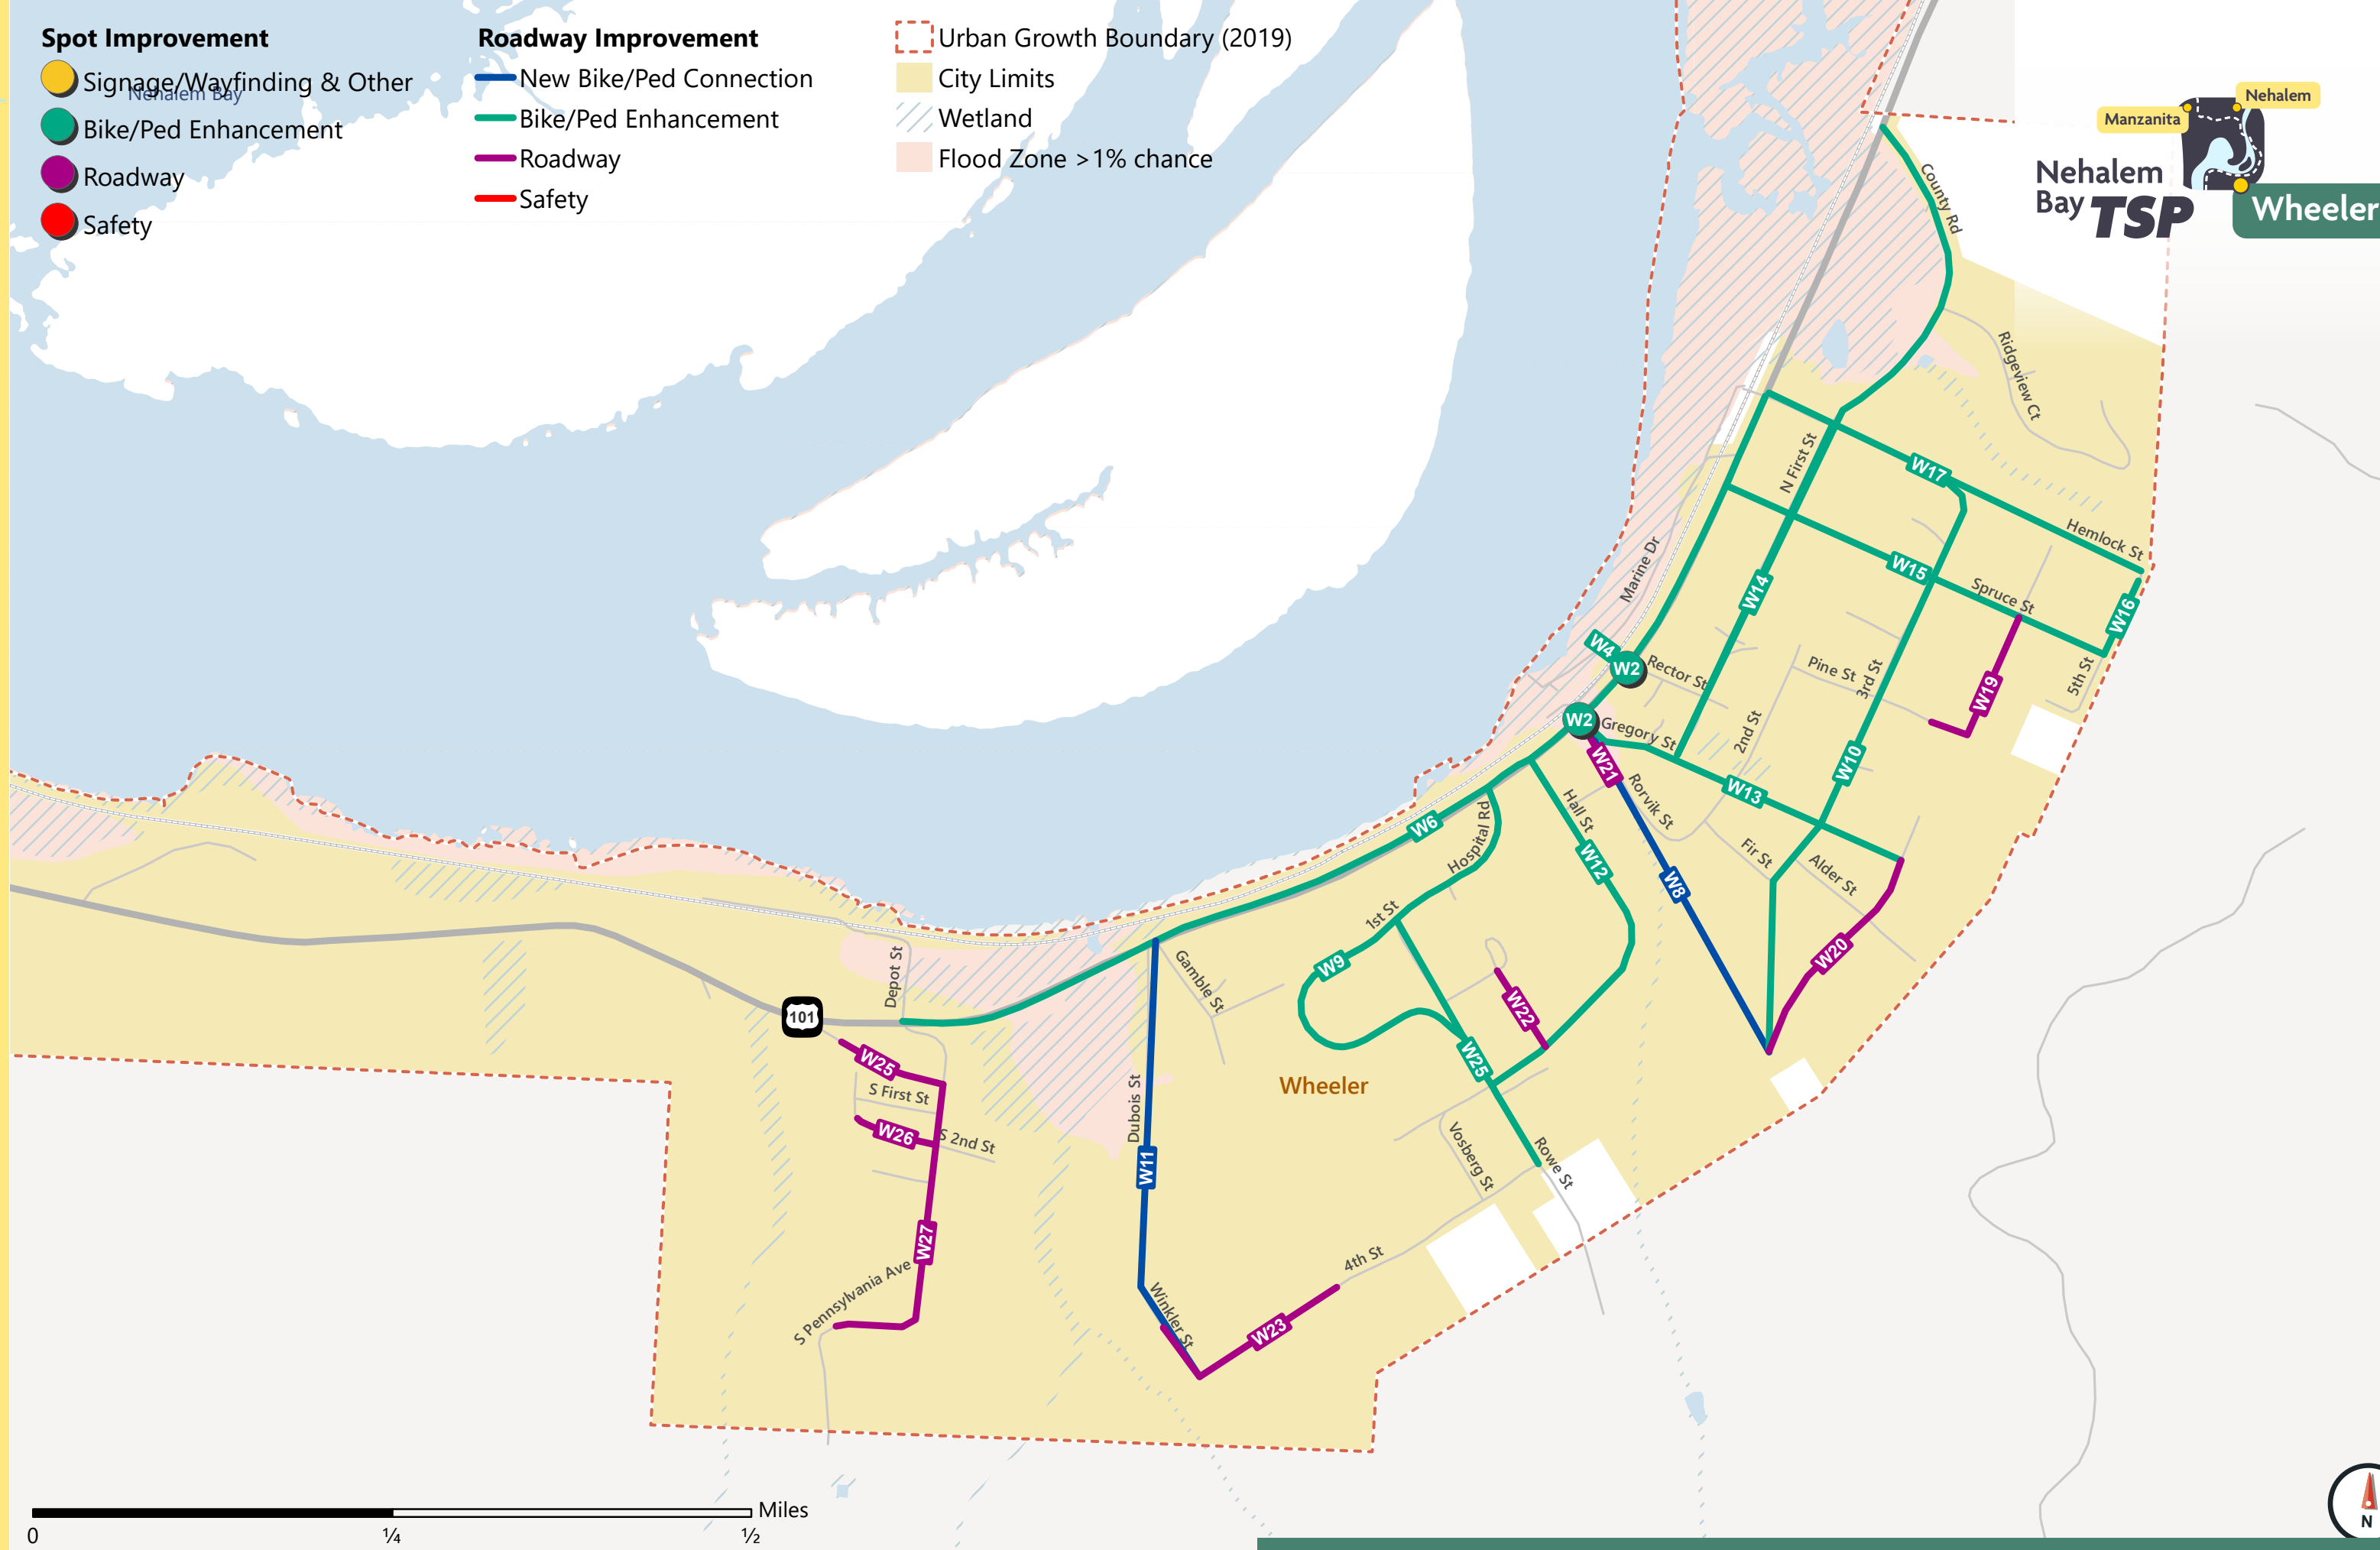 Spot Improvement
Signage/Wayfinding & Other
Nehalem Bay
Bike/Ped Enhancement
Roadway
Safety
Roadway Improvement
New Bike/Ped Connection
Bike/Ped Enhancement
Roadway
Safety
Urban Growth Boundary (2019)
City Limits
Wetland
Flood Zone >1% chance
Nehalem
Manzanita
Nehalem
Bay TSP
Wheeler
County Rd
Ridgeview Ct
N First St
W17
Hemlock St
W15
Spruce St
W14
W16
Marine Dr
W4
W2
Rector St
Pine St
3rd St
W19
5th St
W2
Gregory St
2nd St
W21
W10
W13
Rorvik St
Hall St
W6
Hospital Rd
W12
Fir St
Alder St
W8
1st St
W9
W20
Gamble St
Depot St
W22
101
W25
W25
Wheeler
S First St
Dubois St
W26
S 2nd St
W11
Vosberg St
Rowe St
W27
S Pennsylvania Ave
4th St
Winkler St
W23
Miles
0
¼
½
N